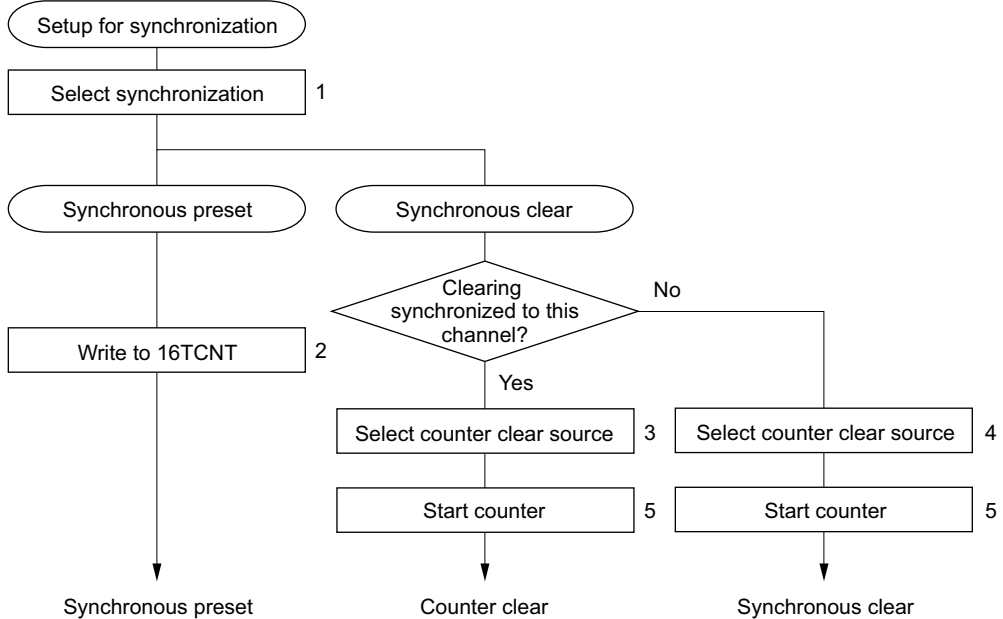 Setup for synchronization
Select synchronization 1
Synchronous preset
Synchronous clear
Clearing
synchronized to this
channel?
No
Yes
Write to 16TCNT 2
Select counter clear source 3
Select counter clear source 4
Start counter 5
Start counter 5
Synchronous preset
Counter clear
Synchronous clear